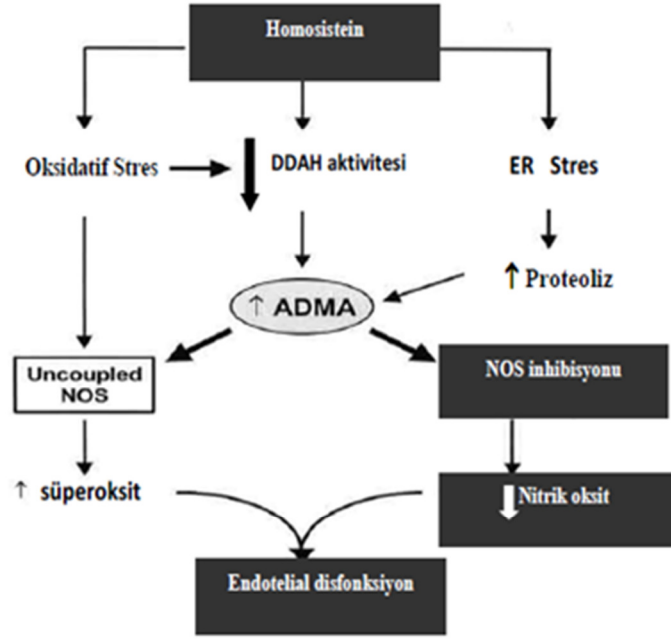 Homosistein
Oksidatif Stres
DDAH aktivitesi
ER Stres
↑ Proteoliz
↑ ADMA
Uncoupled
NOS
NOS inhibisyonu
↑ süperoksit
Nitrik oksit
Endotelial disfonksiyon